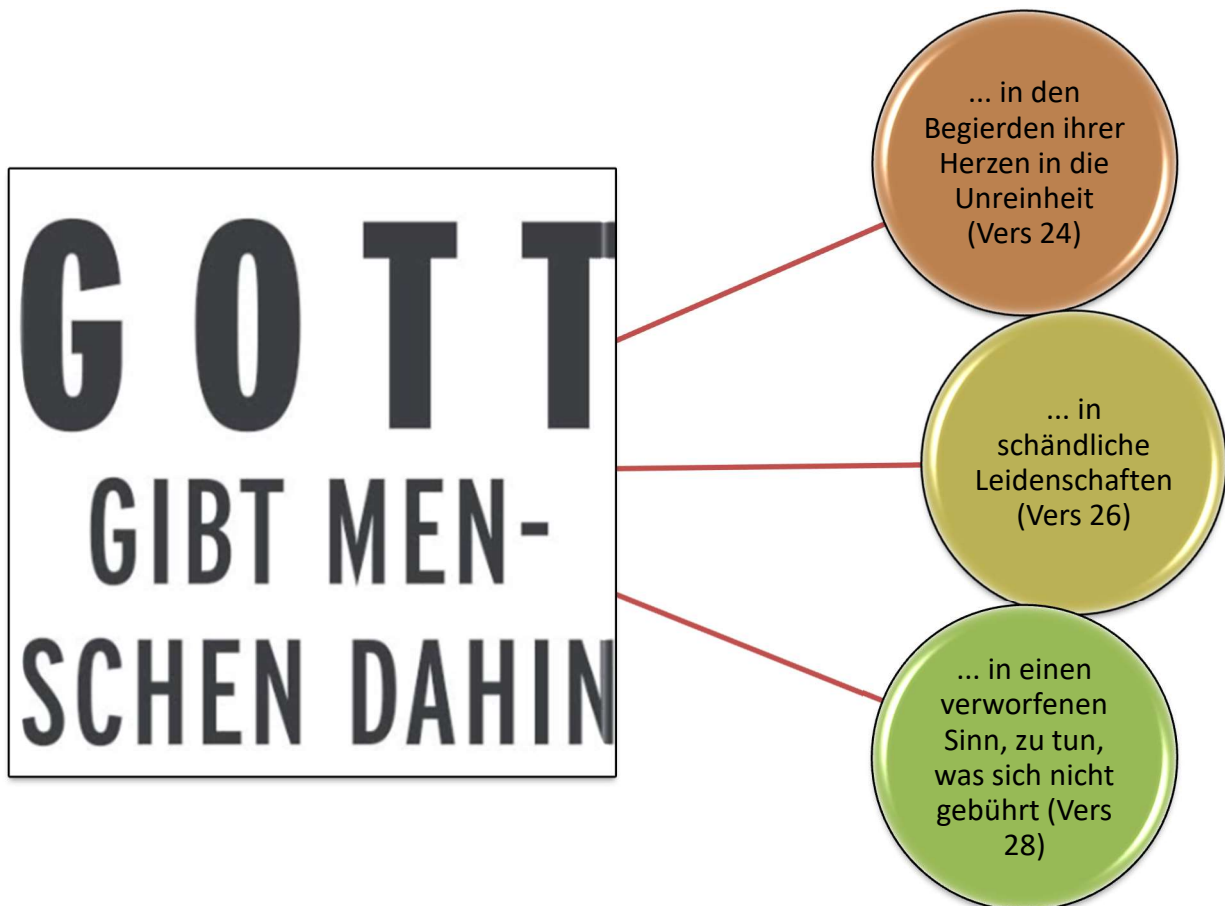 GOTT
GIBT MEN-
SCHEN DAHIN
... in den
Begierden ihrer
Herzen in die
Unreinheit
(Vers 24)
... in
schändliche
Leidenschaften
(Vers 26)
... in einen
verworfenen
Sinn, zu tun,
was sich nicht
gebührt (Vers
28)